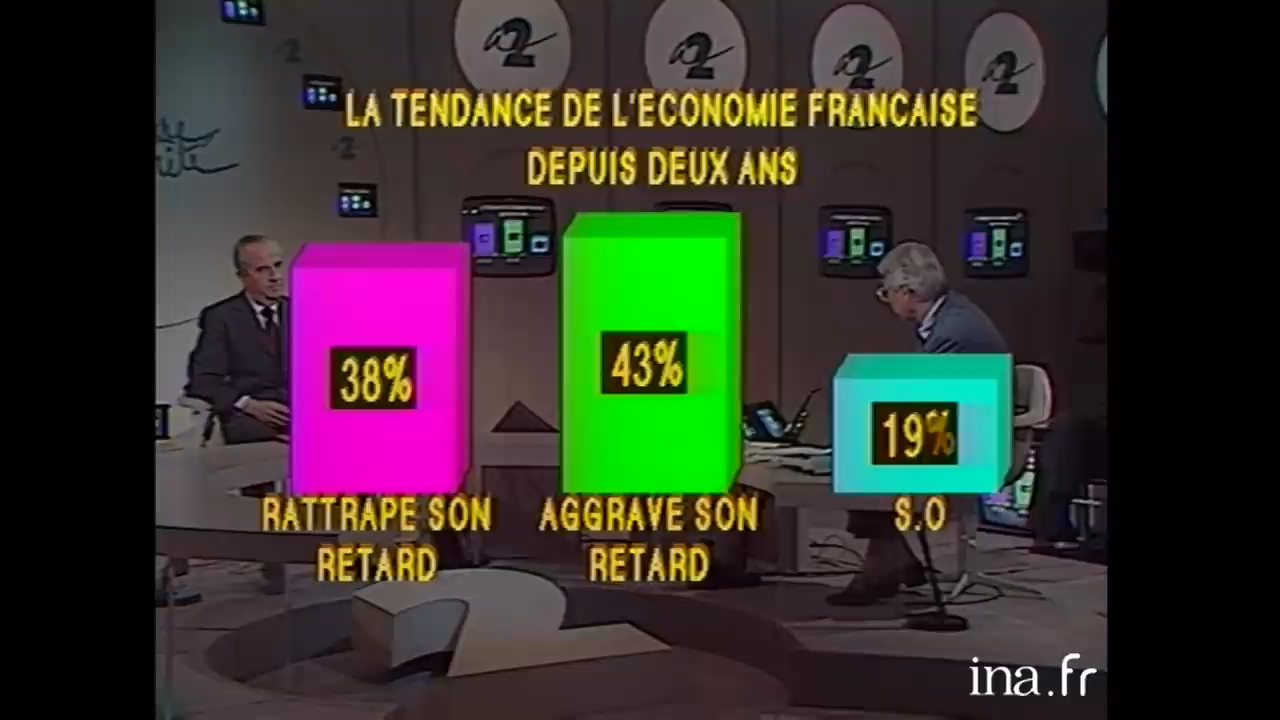 LA TENDANCE DE L'ECONOMIE FRANCAISE
DEPUIS DEUX ANS
38%
43%
19%
RATTRAPE SON
RETARD
AGGRAVE SON
RETARD
S.O
ina.fr